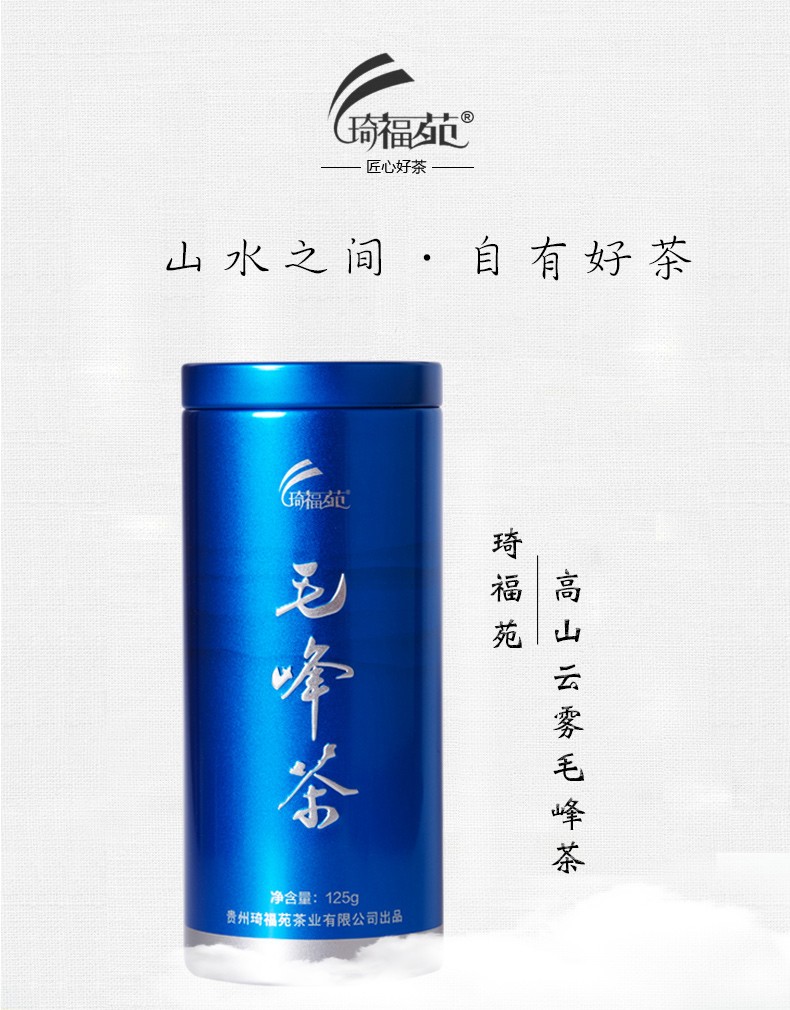 琦福苑®
匠心好茶
山水之间·自有好茶
琦福苑
毛峰茶
净含量：125g
贵州琦福苑茶业有限公司出品
琦福苑
高山云雾毛峰茶